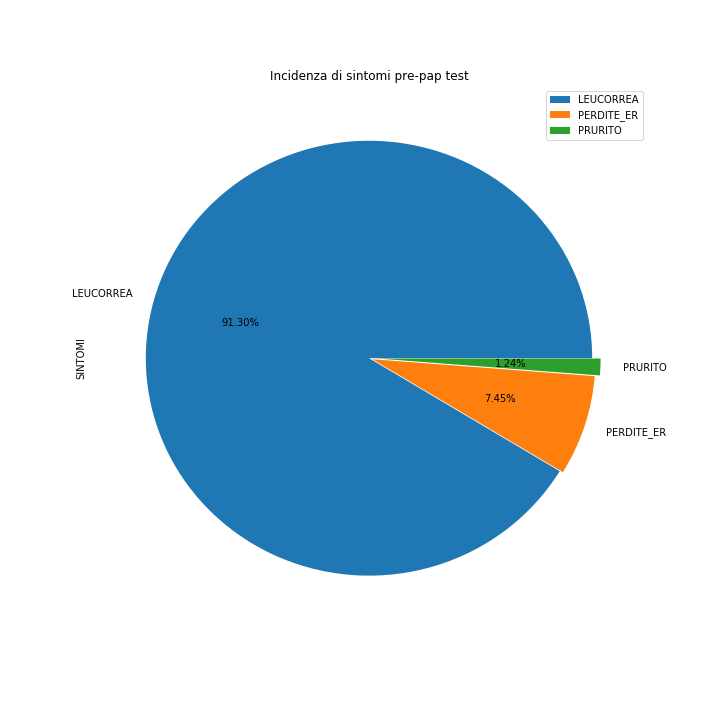 Incidenza di sintomi pre-pap test
LEUCORREA
PERDITE_ER
PRURITO
LEUCORREA
91.30%
SINTOMI
1.24%
PRURITO
7.45%
PERDITE_ER